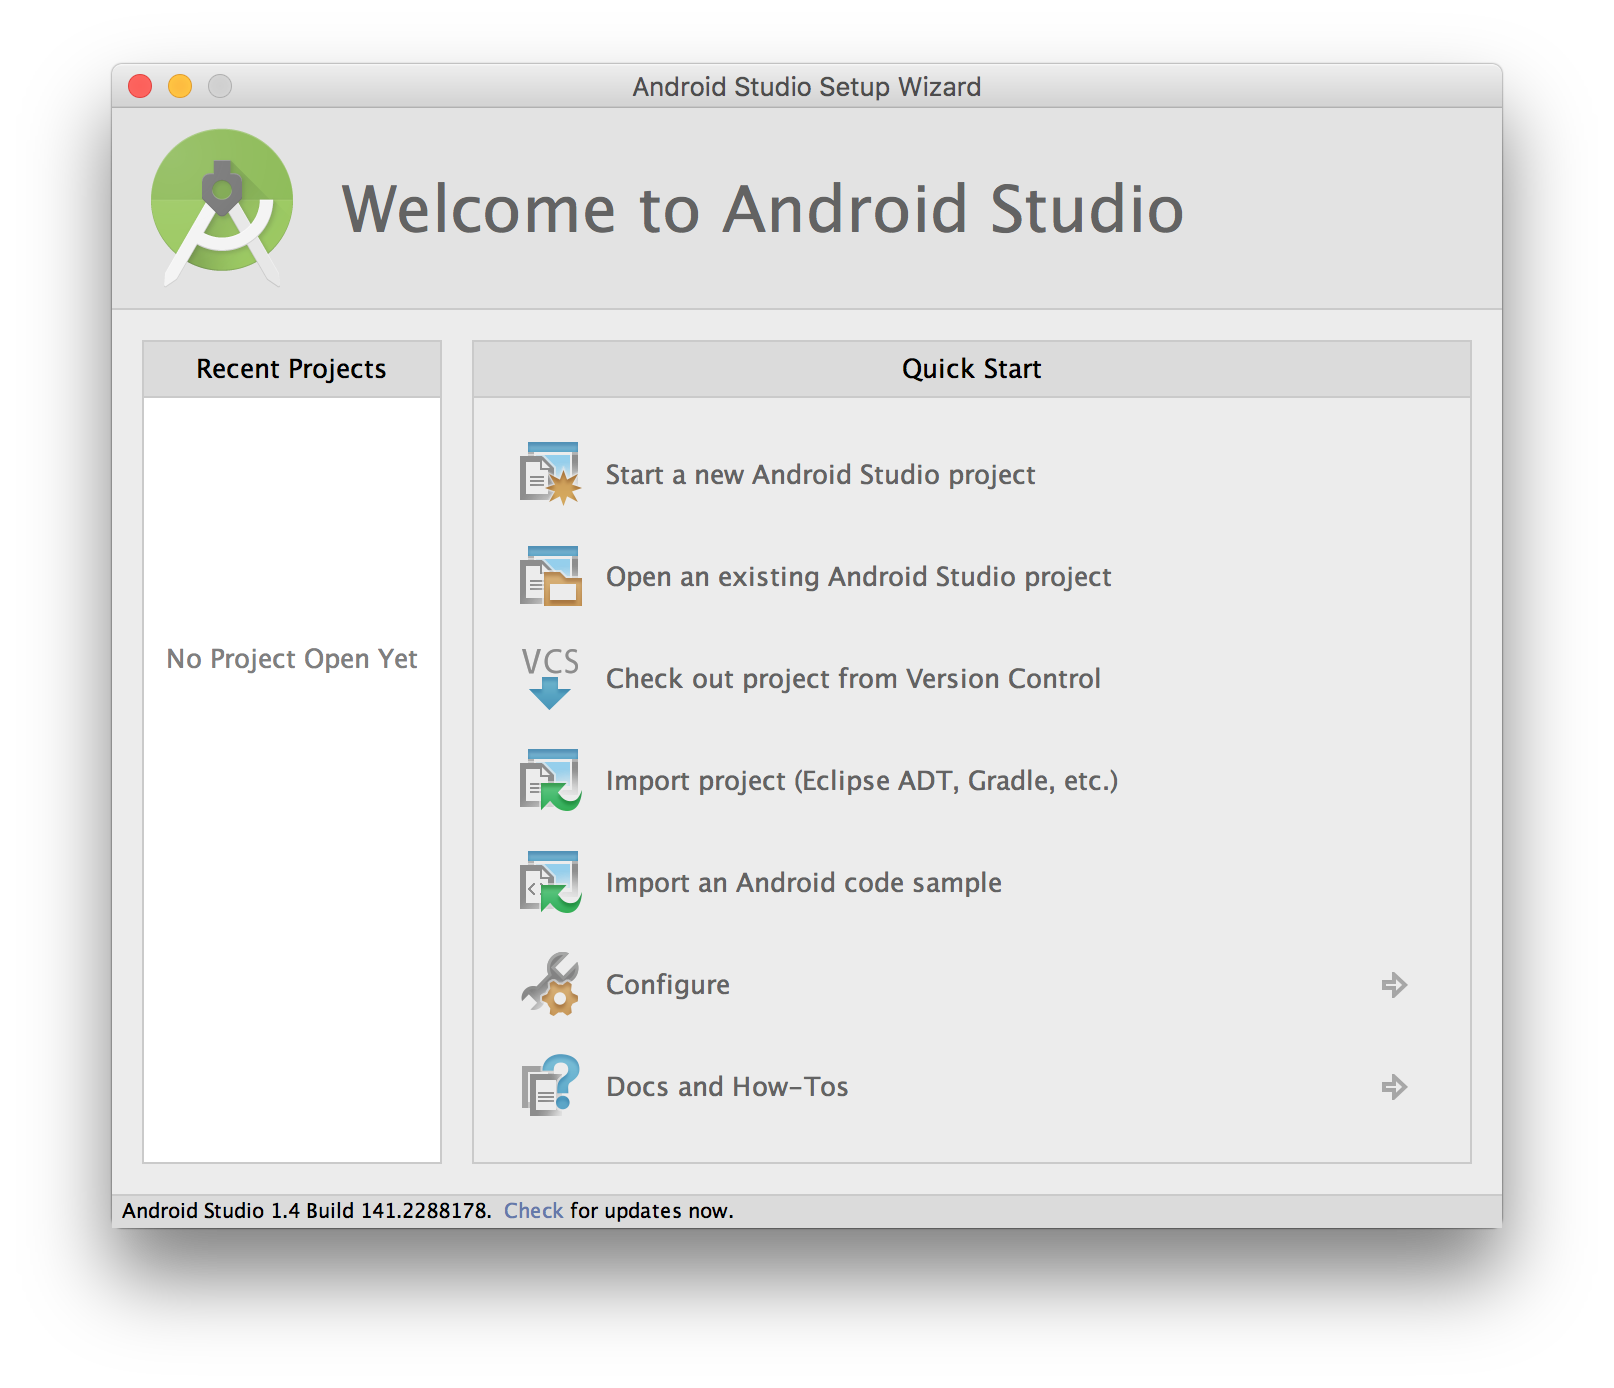 Android Studio Setup Wizard
Welcome to Android Studio
Recent Projects
No Project Open Yet
Quick Start
Start a new Android Studio project
Open an existing Android Studio project
VCS
Check out project from Version Control
Import project (Eclipse ADT, Gradle, etc.)
Import an Android code sample
Configure
Docs and How-Tos
Android Studio 1.4 Build 141.2288178. Check for updates now.